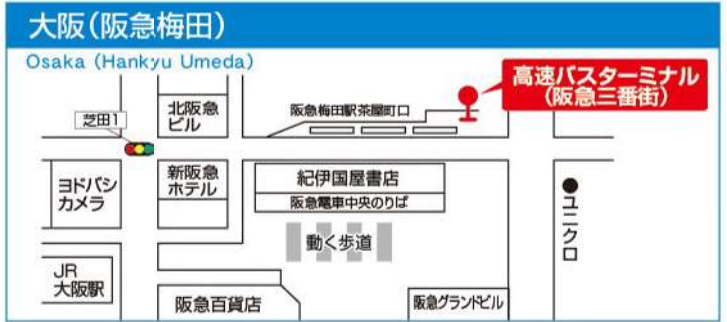 大阪（阪急梅田）
Osaka (Hankyu Umeda)
高速バスターミナル
（阪急三番街）
芝田1
北阪急
ビル
阪急梅田駅茶屋町口
ヨドバシ
カメラ
新阪急
ホテル
紀伊国屋書店
阪急電車中央のりば
●ユニクロ
動く歩道
JR
大阪駅
阪急百貨店
阪急グランドビル